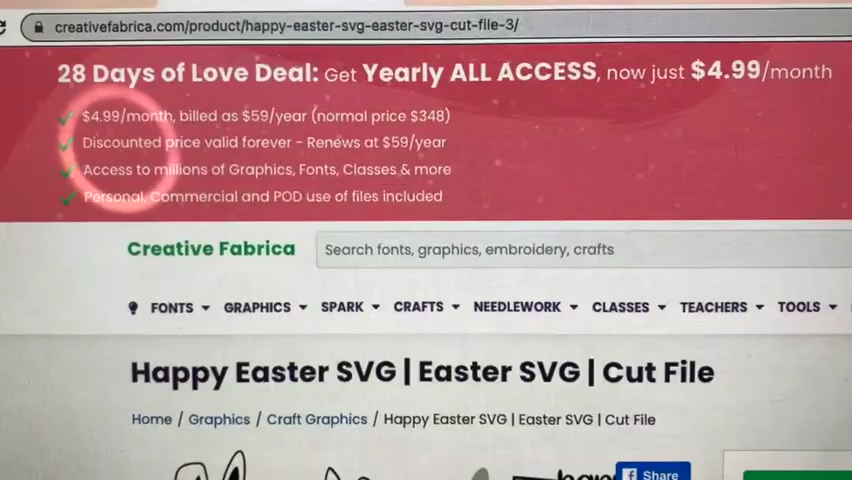 creativefabrica.com/product/happy-easter-svg-easter-svg-cut-file-3/
28 Days of Love Deal: Get Yearly ALL ACCESS, now just $4.99/month
$4.99/month, billed as $59/year (normal price $348)
Discounted price valid forever - Renews at $59/year
Access to millions of Graphics, Fonts, Classes & more
Personal, Commercial and POD use of files included
Creative Fabrica Search fonts, graphics, embroidery, crafts
FONTS GRAPHICS SPARK CRAFTS NEEDLEWORK CLASSES TEACHERS TOOLS
Happy Easter SVG | Easter SVG | Cut File
Home / Graphics / Craft Graphics / Happy Easter SVG | Easter SVG | Cut File
Share